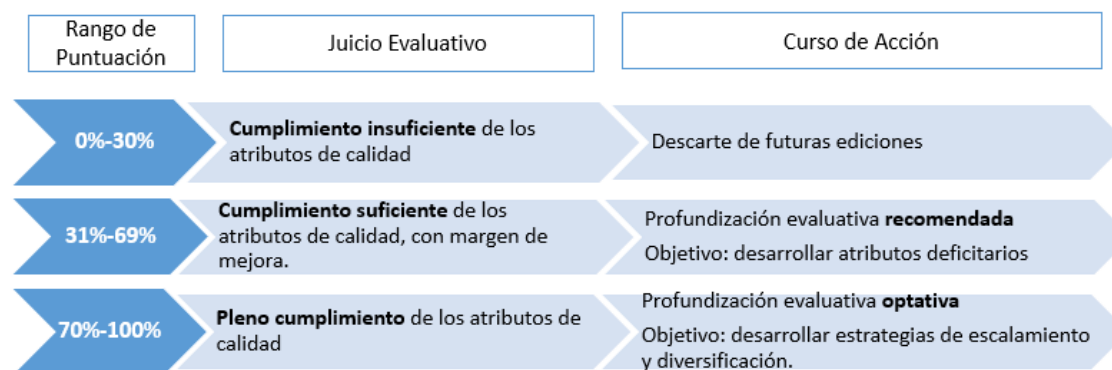 Rango de
Puntuación
Juicio Evaluativo
Curso de Acción
0%-30%
Cumplimiento insuficiente de los
atributos de calidad
Descarte de futuras ediciones
31%-69%
Cumplimiento suficiente de los
atributos de calidad, con margen de
mejora.
Profundización evaluativa recomendada
Objetivo: desarrollar atributos deficitarios
70%-100%
Pleno cumplimiento de los atributos de
calidad
Profundización evaluativa optativa
Objetivo: desarrollar estrategias de escalamiento
y diversificación.